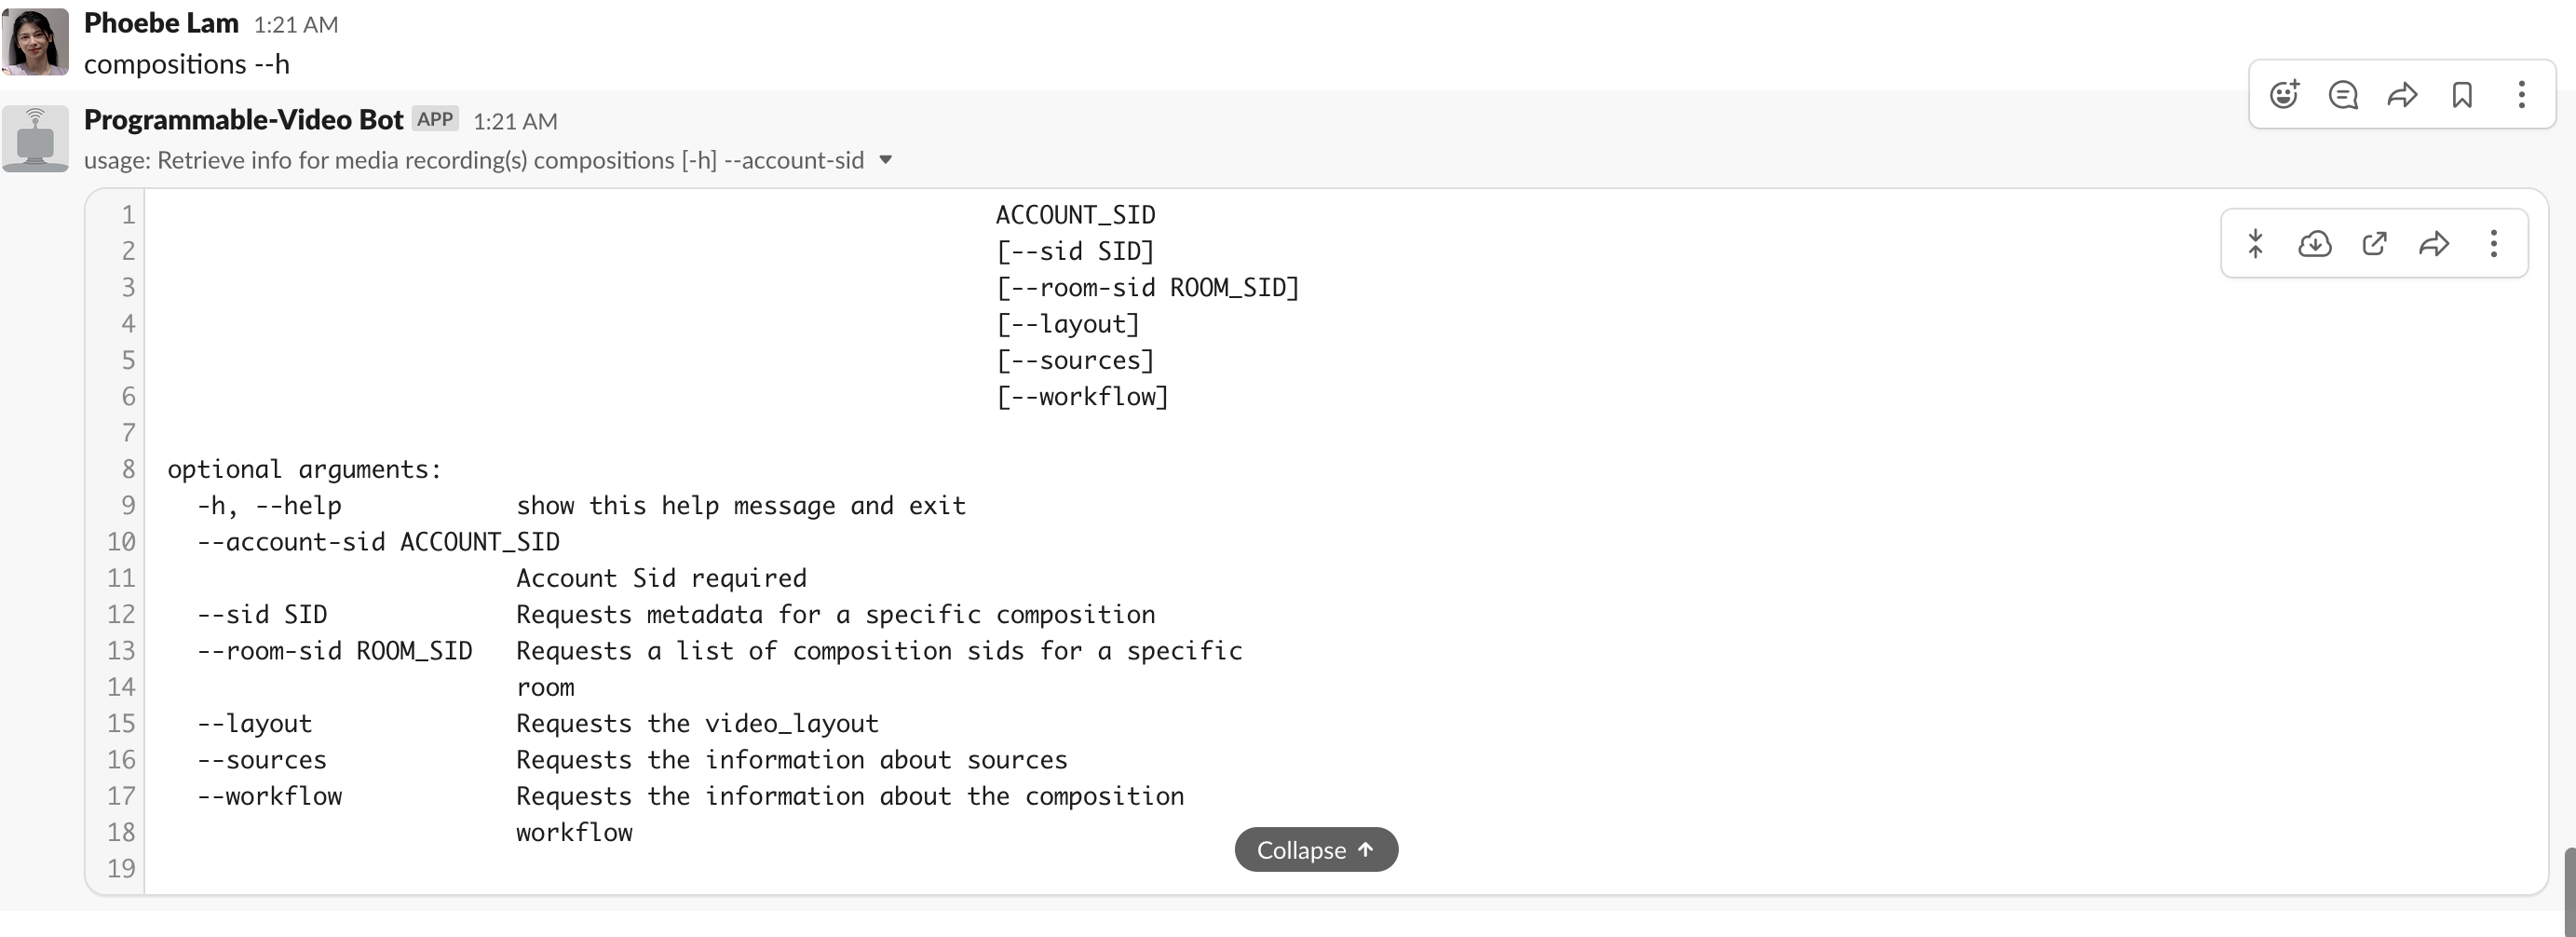 Phoebe Lam 1:21 AM
compositions --h
Programmable-Video Bot APP 1:21 AM
usage: Retrieve info for media recording(s) compositions [-h] --account-sid
1 ACCOUNT_SID
2 [--sid SID]
3 [--room-sid ROOM_SID]
4 [--layout]
5 [--sources]
6 [--workflow]
7
8 optional arguments:
9 -h, --help show this help message and exit
10 --account-sid ACCOUNT_SID
11 Account Sid required
12 --sid SID Requests metadata for a specific composition
13 --room-sid ROOM_SID Requests a list of composition sids for a specific
14 room
15 --layout Requests the video_layout
16 --sources Requests the information about sources
17 --workflow Requests the information about the composition
18 workflow
Collapse
19